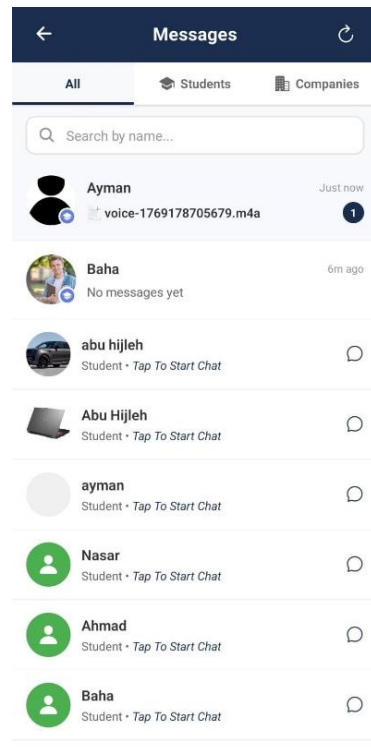 Messages
All
Students
Companies
Search by name...
Ayman
Just now
voice-1769178705679.m4a
1
Baha
6m ago
No messages yet
abu hijleh
Student • Tap To Start Chat
Abu Hijleh
Student • Tap To Start Chat
ayman
Student • Tap To Start Chat
Nasar
Student • Tap To Start Chat
Ahmad
Student • Tap To Start Chat
Baha
Student • Tap To Start Chat